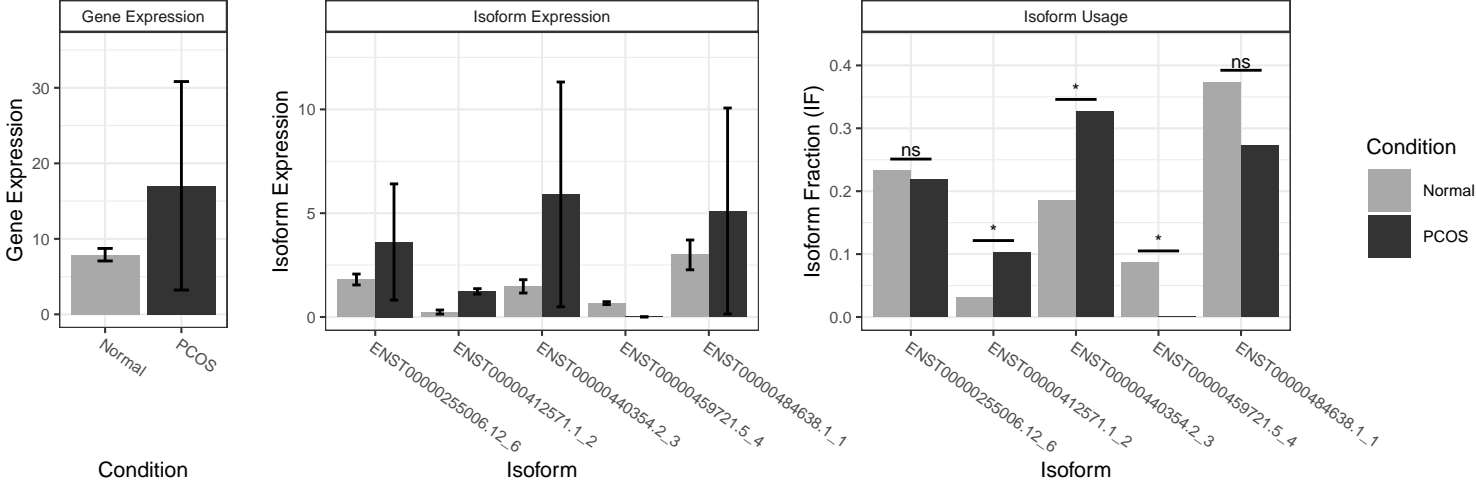 Gene Expression
Gene Expression
30
20
10
0
Normal
PCOS
Condition
Isoform Expression
Isoform Expression
10
5
0
ENST00000255006.12_6
ENST00000412571.1_2
ENST00000440354.2_3
ENST00000459721.5_4
ENST00000484638.1_1
Isoform
Isoform Usage
Isoform Fraction (IF)
0.4
0.3
0.2
0.1
0.0
ns
*
*
*
ns
ENST00000255006.12_6
ENST00000412571.1_2
ENST00000440354.2_3
ENST00000459721.5_4
ENST00000484638.1_1
Isoform
Condition
Normal
PCOS